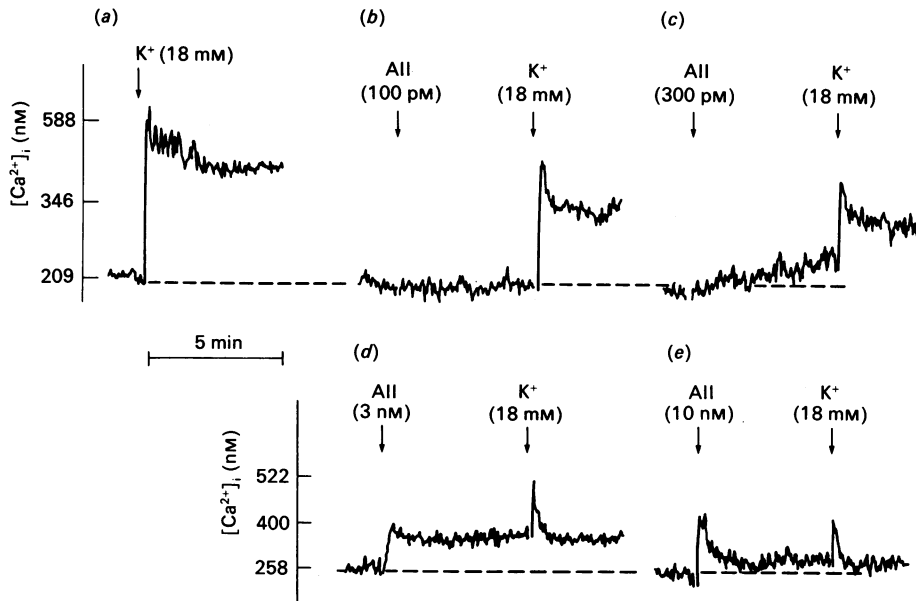 (a)
(b)
(c)
K⁺ (18 mM)
AII
(100 pM)
K⁺
(18 mM)
AII
(300 pM)
K⁺
(18 mM)
[Ca²⁺]ᵢ (nM)
588
346
209
5 min
(d)
(e)
AII
(3 nM)
K⁺
(18 mM)
AII
(10 nM)
K⁺
(18 mM)
[Ca²⁺]ᵢ (nM)
522
400
258